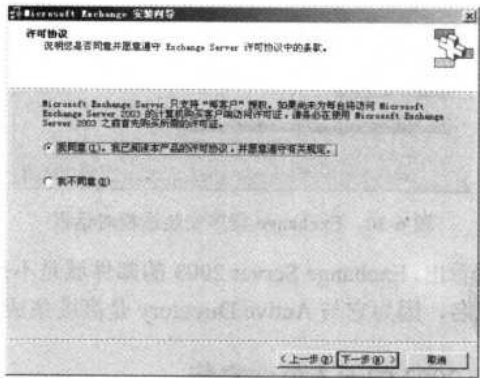 Microsoft Exchange 安装向导
许可协议
说明您是否同意并愿意遵守 Exchange Server 许可协议中的条款。
Microsoft Exchange Server 只支持“每客户”授权。如果尚未为每台将访问 Microsoft
Exchange Server 2003 的计算机购买客户端访问许可证，请务必在使用 Microsoft Exchange
Server 2003 之前首先购买所需的许可证。
我同意(I)。我已阅读本产品的许可协议，并愿意遵守有关规定。
我不同意(D)
<上一步(B) 下一步(N)> 取消